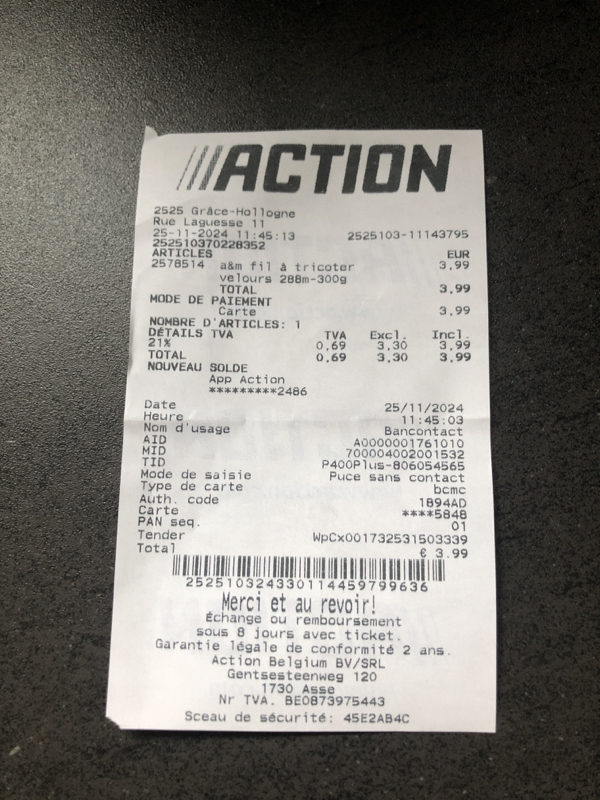 ACTION
2525 Grâce-Hollogne
Rue Laguesse 11
25-11-2024 11:45:13 2525103-11143795
252510370228352
ARTICLES EUR
2578514 a&m fil à tricoter 3,99
velours 288m-300g
TOTAL 3,99
MODE DE PAIEMENT
Carte 3,99
NOMBRE D'ARTICLES: 1
DÉTAILS TVA TVA Excl. Incl.
21% 0,69 3,30 3,99
TOTAL 0,69 3,30 3,99
NOUVEAU SOLDE
App Action
*********2486
Date 25/11/2024
Heure 11:45:03
Nom d'usage Bancontact
AID A0000001761010
MID 700004002001532
TID P400Plus-806054565
Mode de saisie Puce sans contact
Type de carte bcmc
Auth. code 1894AD
Carte ****5848
PAN seq. 01
Tender WpCx001732531503339
Total € 3.99
252510324330114459799636
Merci et au revoir!
Échange ou remboursement
sous 8 jours avec ticket.
Garantie légale de conformité 2 ans.
Action Belgium BV/SRL
Gentsesteenweg 120
1730 Asse
Nr TVA. BE0873975443
Sceau de sécurité: 45E2AB4C